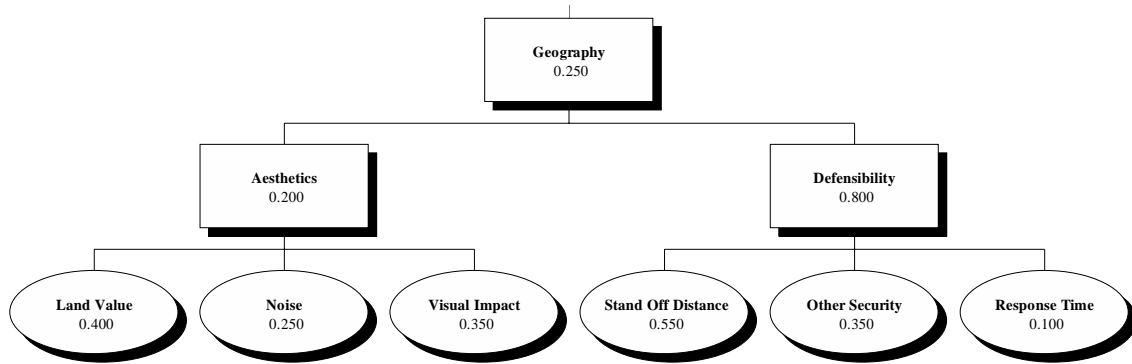 Geography
0.250
Aesthetics
0.200
Defensibility
0.800
Land Value
0.400
Noise
0.250
Visual Impact
0.350
Stand Off Distance
0.550
Other Security
0.350
Response Time
0.100